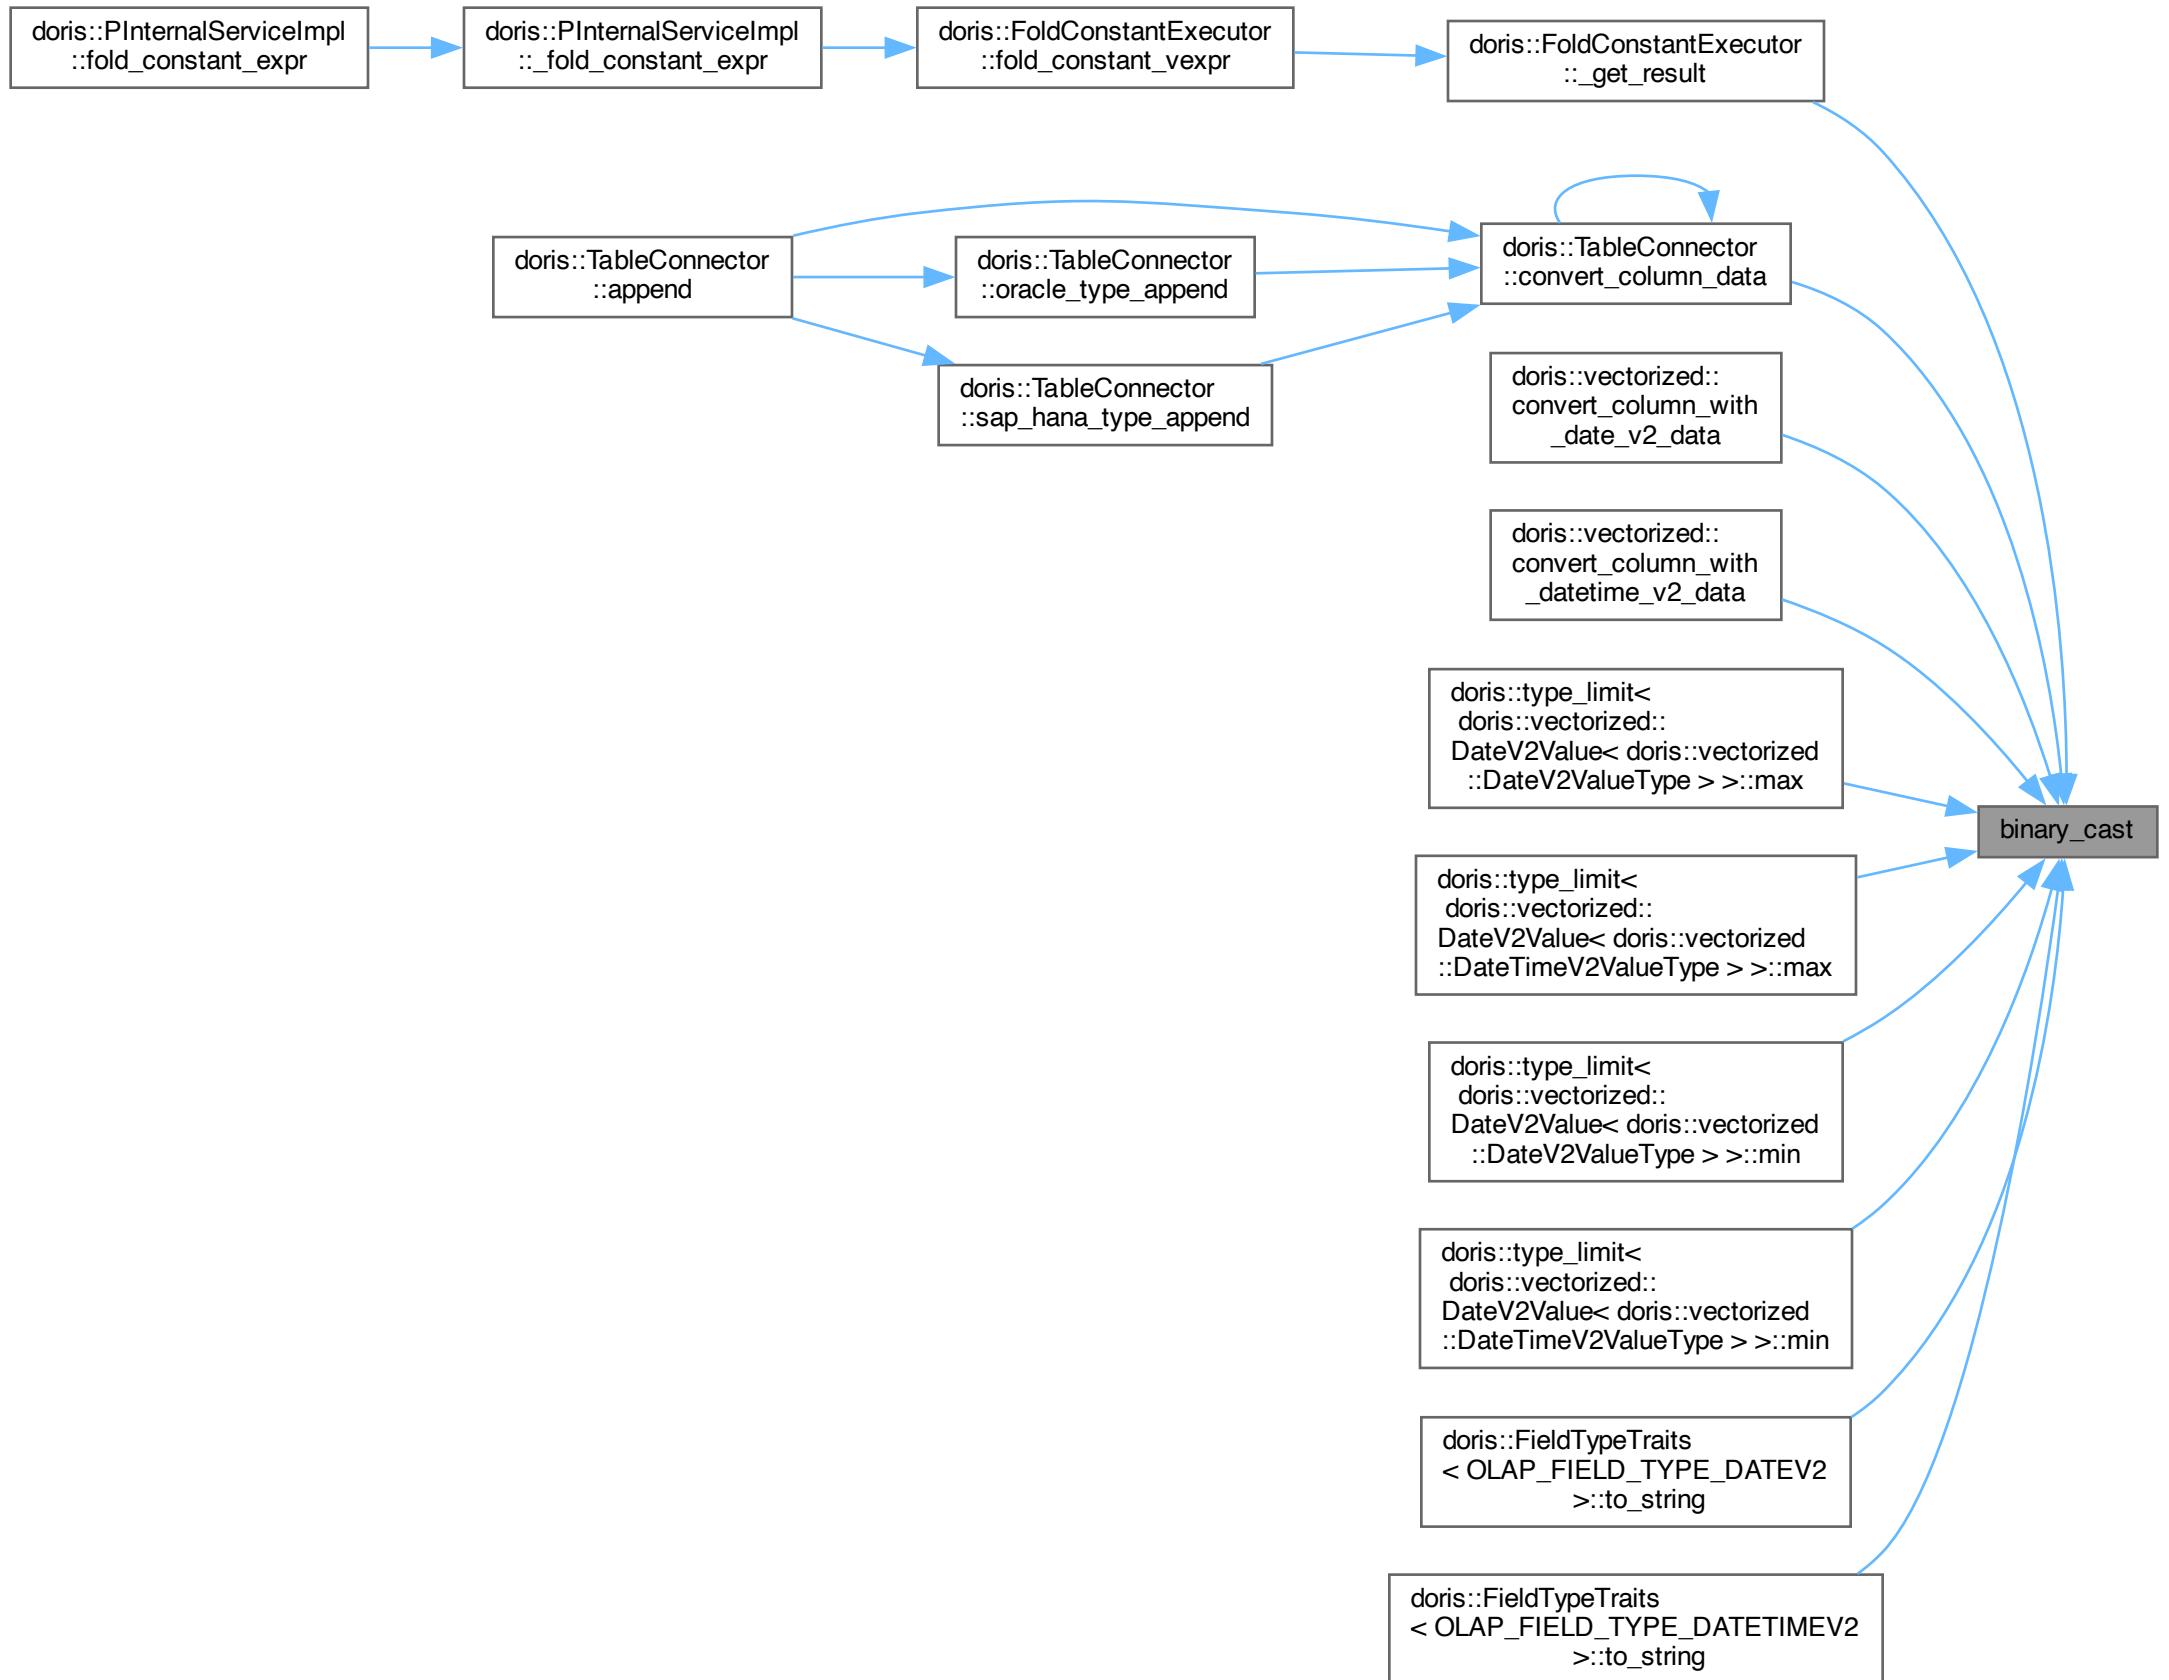 doris::PInternalServiceImpl
::fold_constant_expr
doris::PInternalServiceImpl
::_fold_constant_expr
doris::FoldConstantExecutor
::fold_constant_vexpr
doris::FoldConstantExecutor
::_get_result
doris::TableConnector
::append
doris::TableConnector
::oracle_type_append
doris::TableConnector
::convert_column_data
doris::TableConnector
::sap_hana_type_append
doris::vectorized::
convert_column_with
_date_v2_data
doris::vectorized::
convert_column_with
_datetime_v2_data
doris::type_limit<
doris::vectorized::
DateV2Value< doris::vectorized
::DateV2ValueType > >::max
binary_cast
doris::type_limit<
doris::vectorized::
DateV2Value< doris::vectorized
::DateTimeV2ValueType > >::max
doris::type_limit<
doris::vectorized::
DateV2Value< doris::vectorized
::DateV2ValueType > >::min
doris::type_limit<
doris::vectorized::
DateV2Value< doris::vectorized
::DateTimeV2ValueType > >::min
doris::FieldTypeTraits
< OLAP_FIELD_TYPE_DATEV2
>::to_string
doris::FieldTypeTraits
< OLAP_FIELD_TYPE_DATETIMEV2
>::to_string